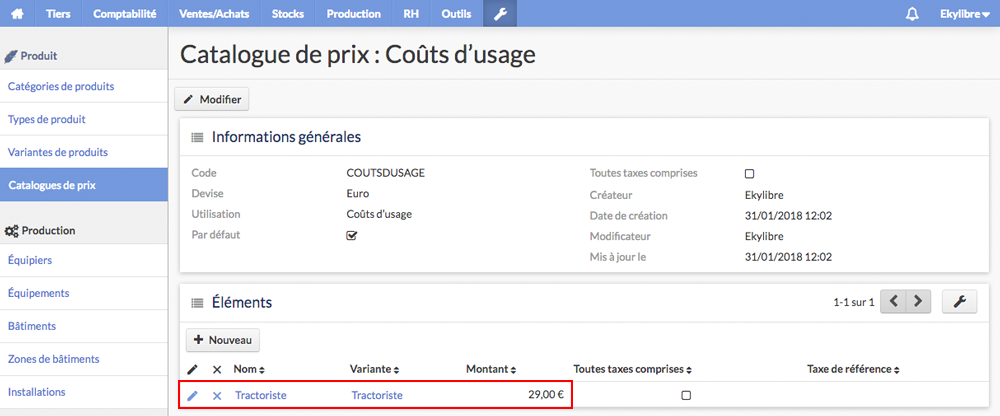 Tiers Comptabilité Ventes/Achats Stocks Production RH Outils Ekylibre
Produit
Catégories de produits
Types de produit
Variantes de produits
Catalogues de prix
Production
Équipiers
Équipements
Bâtiments
Zones de bâtiments
Installations
Catalogue de prix : Coûts d’usage
Modifier
Informations générales
Code COUTSDUSAGE
Devise Euro
Utilisation Coûts d’usage
Par défaut
Toutes taxes comprises
Créateur Ekylibre
Date de création 31/01/2018 12:02
Modificateur Ekylibre
Mis à jour le 31/01/2018 12:02
Éléments 1-1 sur 1
Nouveau
Nom Variante Montant Toutes taxes comprises Taxe de référence
Tractoriste Tractoriste 29,00 €